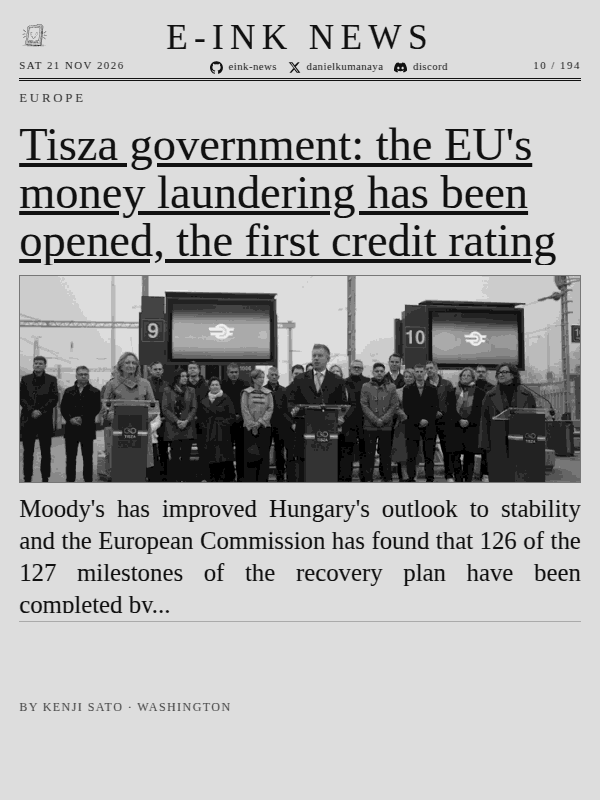 E-INK NEWS
SAT 21 NOV 2026
eink-news
danielkumanaya
discord
10 / 194
EUROPE
Tisza government: the EU's
money laundering has been
opened, the first credit rating
9
10
TISZA
TISZA
TISZA
Moody's has improved Hungary's outlook to stability
and the European Commission has found that 126 of the
127 milestones of the recovery plan have been
completed by...
BY KENJI SATO · WASHINGTON